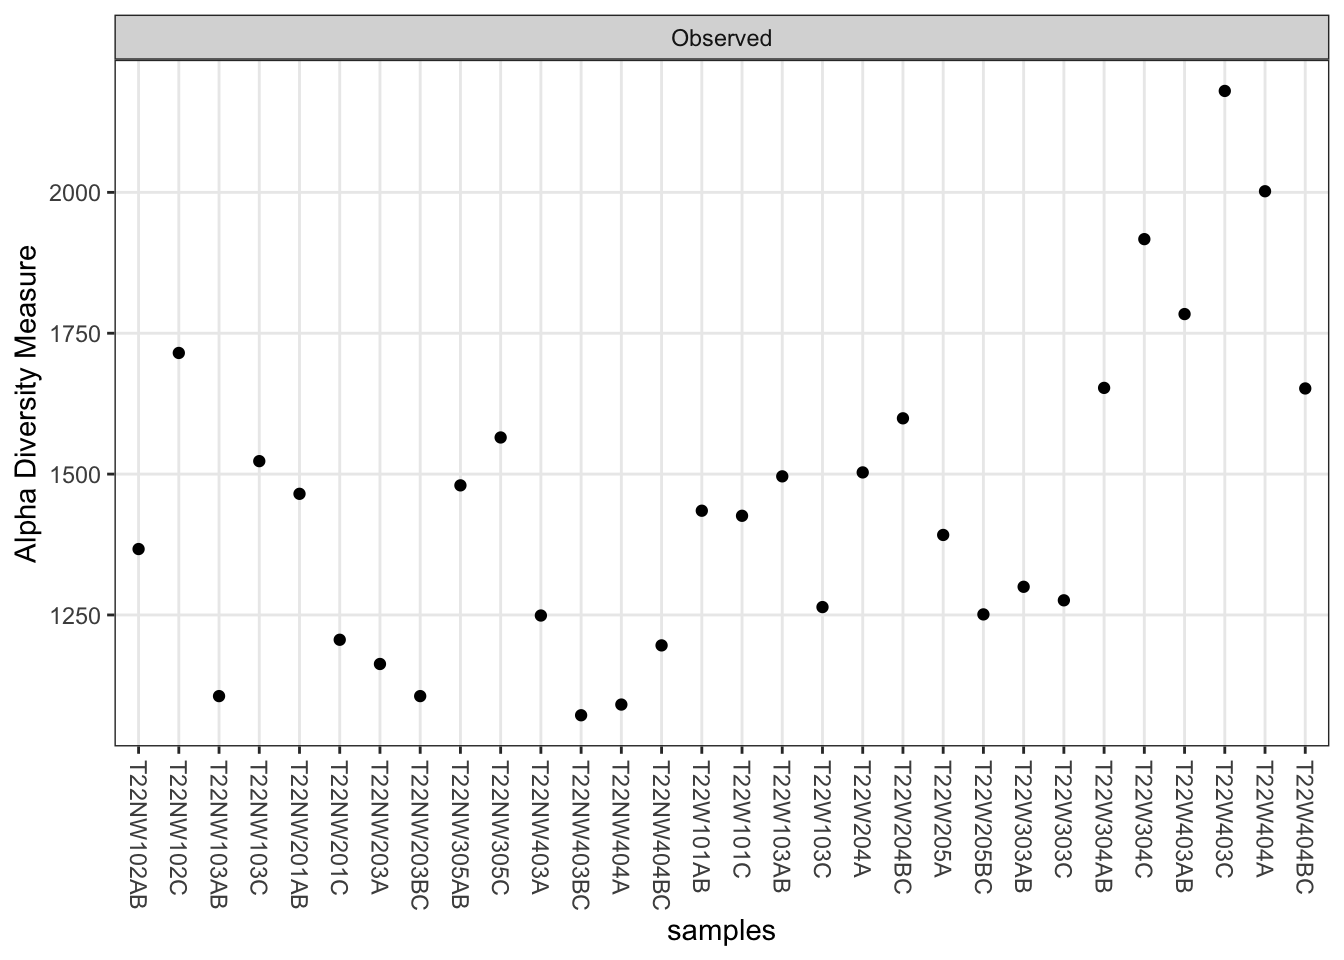 Observed
Alpha Diversity Measure
2000
1750
1500
1250
T22NW102AB
T22NW102C
T22NW103AB
T22NW103C
T22NW201AB
T22NW201C
T22NW203A
T22NW203BC
T22NW305AB
T22NW305C
T22NW403A
T22NW403BC
T22NW404A
T22NW404BC
T22W101AB
T22W101C
T22W103AB
T22W103C
T22W204A
T22W204BC
T22W205A
T22W205BC
T22W303AB
T22W303C
T22W304AB
T22W304C
T22W403AB
T22W403C
T22W404A
T22W404BC
samples